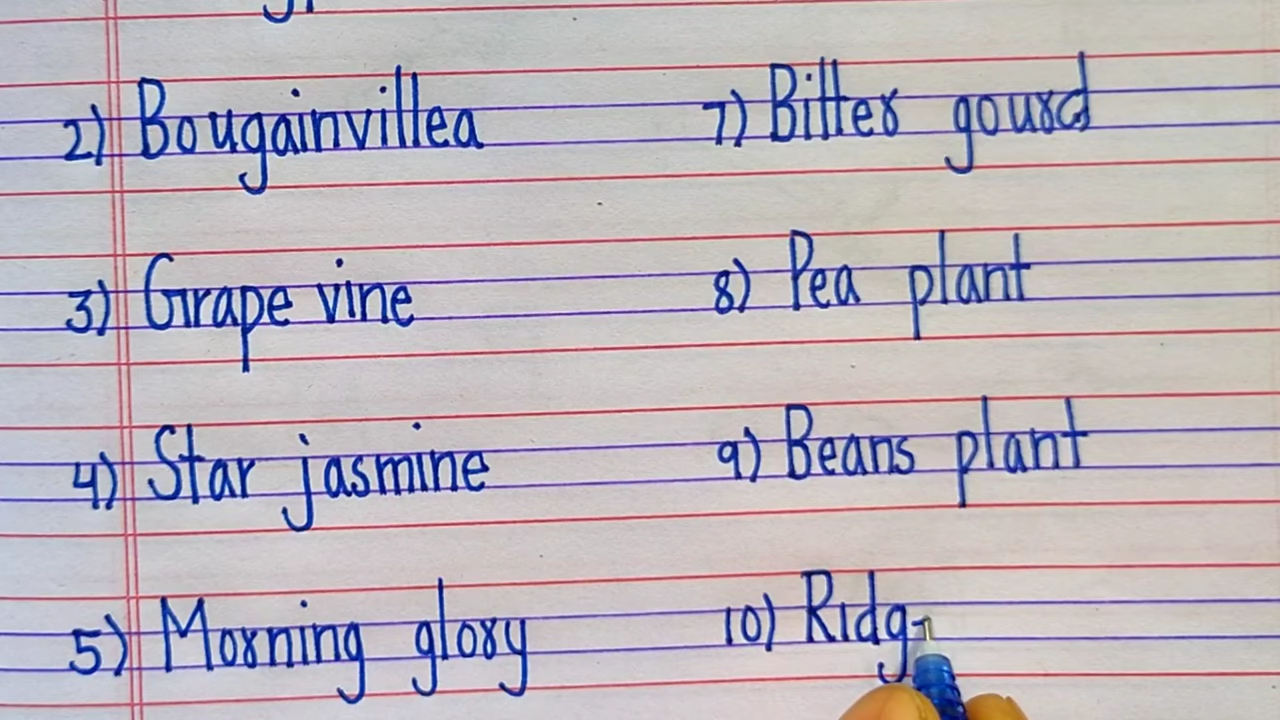 2) Bougainvillea
3) Grape vine
4) Star jasmine
5) Morning glory
7) Bitter gourd
8) Pea plant
9) Beans plant
10) Ridg